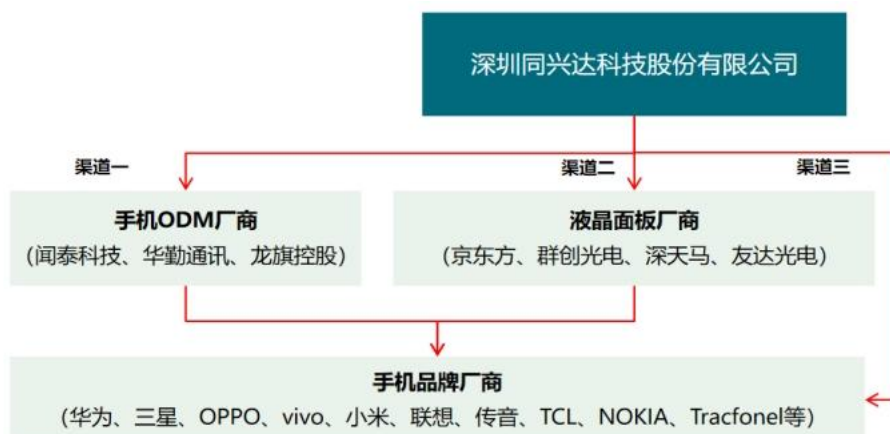 深圳同兴达科技股份有限公司
渠道一
渠道二
渠道三
手机ODM厂商
(闻泰科技、华勤通讯、龙旗控股)
液晶面板厂商
(京东方、群创光电、深天马、友达光电)
手机品牌厂商
(华为、三星、OPPO、vivo、小米、联想、传音、TCL、NOKIA、Tracfonel等)